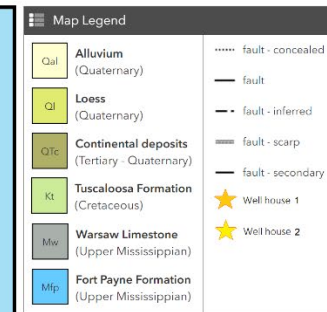 Map Legend
Qal
Alluvium
(Quaternary)
Ql
Loess
(Quaternary)
QTc
Continental deposits
(Tertiary - Quaternary)
Kt
Tuscaloosa Formation
(Cretaceous)
Mw
Warsaw Limestone
(Upper Mississippian)
Mfp
Fort Payne Formation
(Upper Mississippian)
fault - concealed
fault
fault - inferred
fault - scarp
fault - secondary
Well house 1
Well house 2